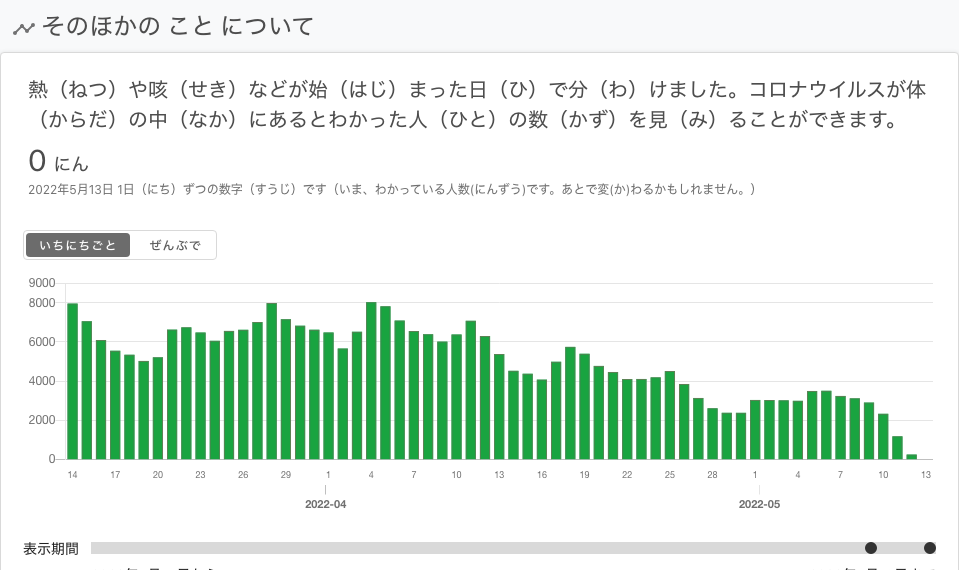 そのほかの こと について
熱（ねつ）や咳（せき）などが始（はじ）まった日（ひ）で分（わ）けました。コロナウイルスが体
（からだ）の中（なか）にあるとわかった人（ひと）の数（かず）を見（み）ることができます。
0 にん
2022年5月13日 1日（にち）ずつの数字（すうじ）です（いま、わかっている人数(にんずう)です。あとで変(か)わるかもしれません。）
いちにちごと ぜんぶで
9000
8000
6000
4000
2000
0
14 17 20 23 26 29 1 4 7 10 13 16 19 22 25 28 1 4 7 10 13
2022-04 2022-05
表示期間